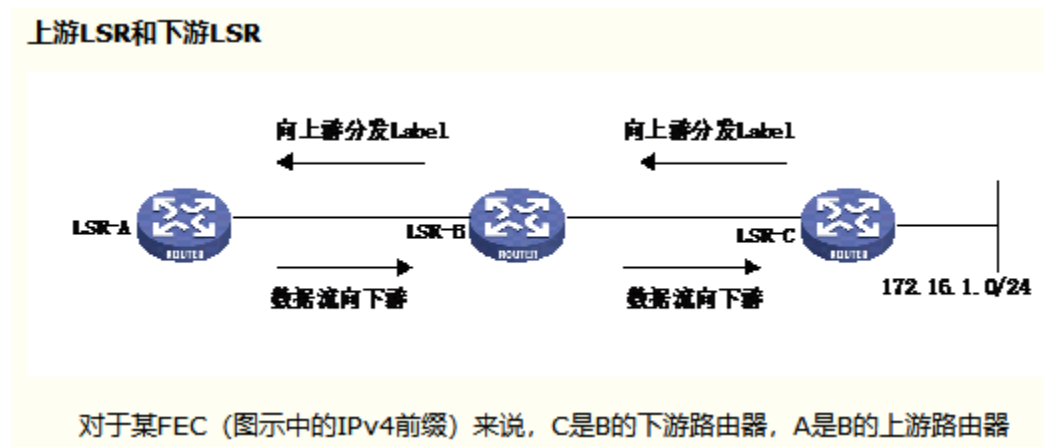 上游LSR和下游LSR
向上游分发Label
向上游分发Label
LSR-A
ROUTER
LSR-B
ROUTER
LSR-C
ROUTER
数据流向下游
数据流向下游
172.16.1.0/24
对于某FEC（图示中的IPv4前缀）来说，C是B的下游路由器，A是B的上游路由器